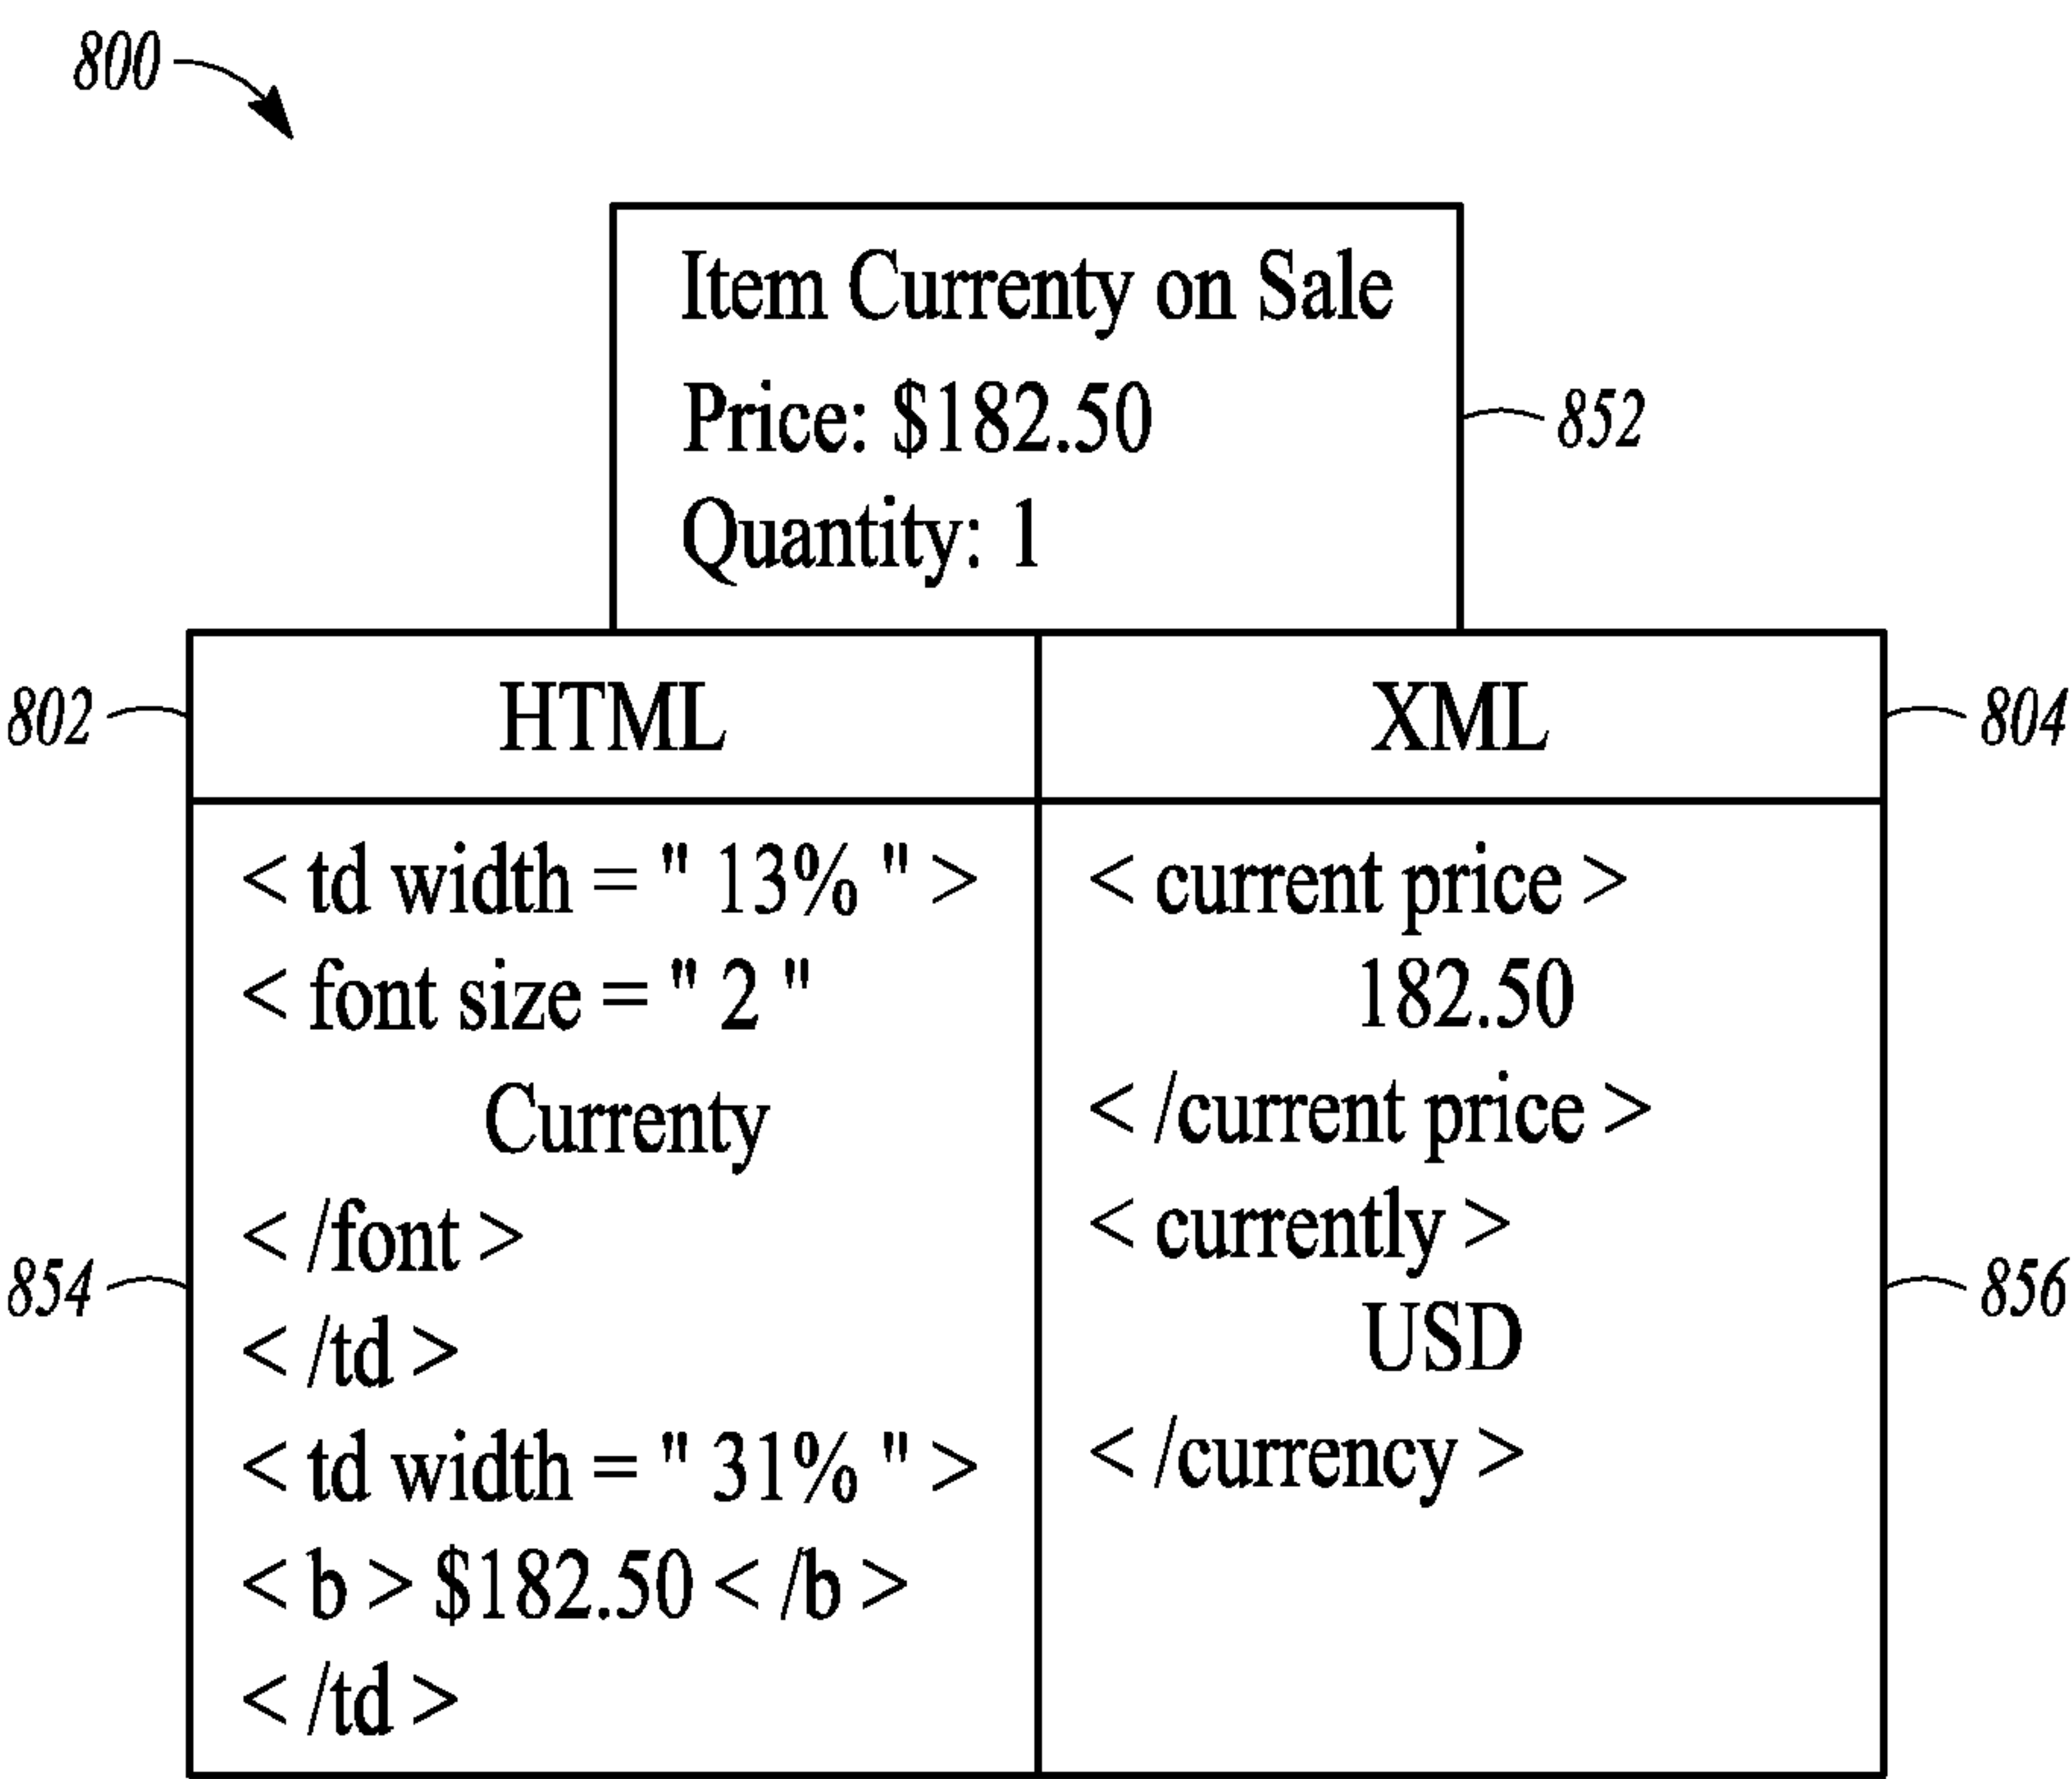 800
Item Currenty on Sale
Price: $182.50
852
Quantity: 1
802
HTML
XML
804
< td width = " 13% " >
< font size = " 2 "
Currenty
< /font >
< /td >
< td width = " 31% " >
< b > $182.50 < /b >
< /td >
854
< current price >
182.50
< /current price >
< currently >
USD
< /currency >
856